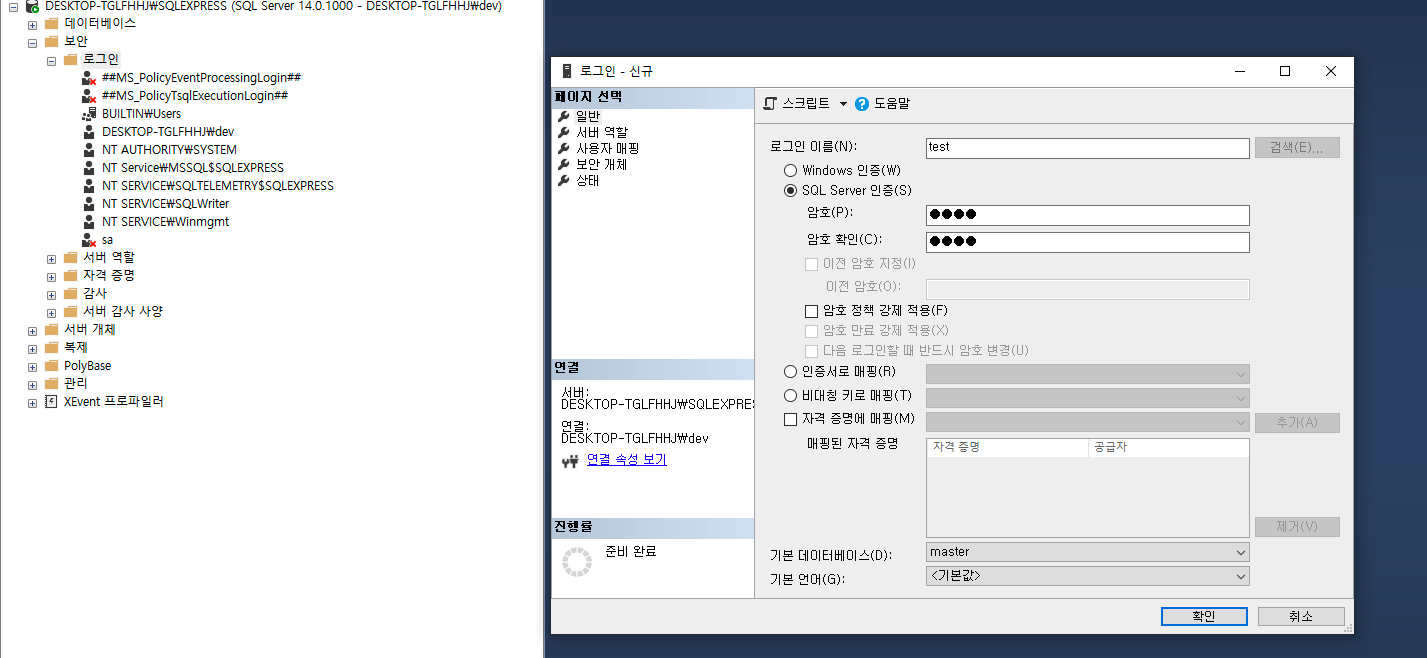 DESKTOP-TGLFHHJ₩SQLEXPRESS (SQL Server 14.0.1000 - DESKTOP-TGLFHHJ₩dev)
데이터베이스
보안
로그인
##MS_PolicyEventProcessingLogin##
##MS_PolicyTsqlExecutionLogin##
BUILTIN₩Users
DESKTOP-TGLFHHJ₩dev
NT AUTHORITY₩SYSTEM
NT Service₩MSSQL$SQLEXPRESS
NT SERVICE₩SQLTELEMETRY$SQLEXPRESS
NT SERVICE₩SQLWriter
NT SERVICE₩Winmgmt
sa
서버 역할
자격 증명
감사
서버 감사 사양
서버 개체
복제
PolyBase
관리
XEvent 프로파일러
로그인 - 신규
페이지 선택
일반
서버 역할
사용자 매핑
보안 개체
상태
연결
서버:
DESKTOP-TGLFHHJ₩SQLEXPRE
연결:
DESKTOP-TGLFHHJ₩dev
연결 속성 보기
진행률
준비 완료
스크립트 도움말
로그인 이름(N): test 검색(E)...
Windows 인증(W)
SQL Server 인증(S)
암호(P): ●●●●
암호 확인(C): ●●●●
이전 암호 지정(I)
이전 암호(O):
암호 정책 강제 적용(F)
암호 만료 강제 적용(X)
다음 로그인할 때 반드시 암호 변경(U)
인증서로 매핑(R)
비대칭 키로 매핑(T)
자격 증명에 매핑(M) 추가(A)
매핑된 자격 증명 자격 증명 공급자
제거(V)
기본 데이터베이스(D): master
기본 언어(G): <기본값>
확인 취소